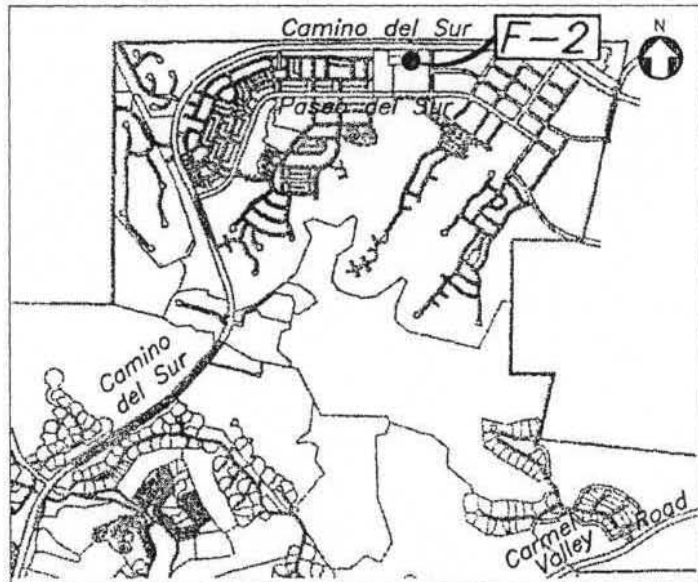 Camino del Sur
F-2
N
Paseo del Sur
Camino
del Sur
Carmel
Valley
Road